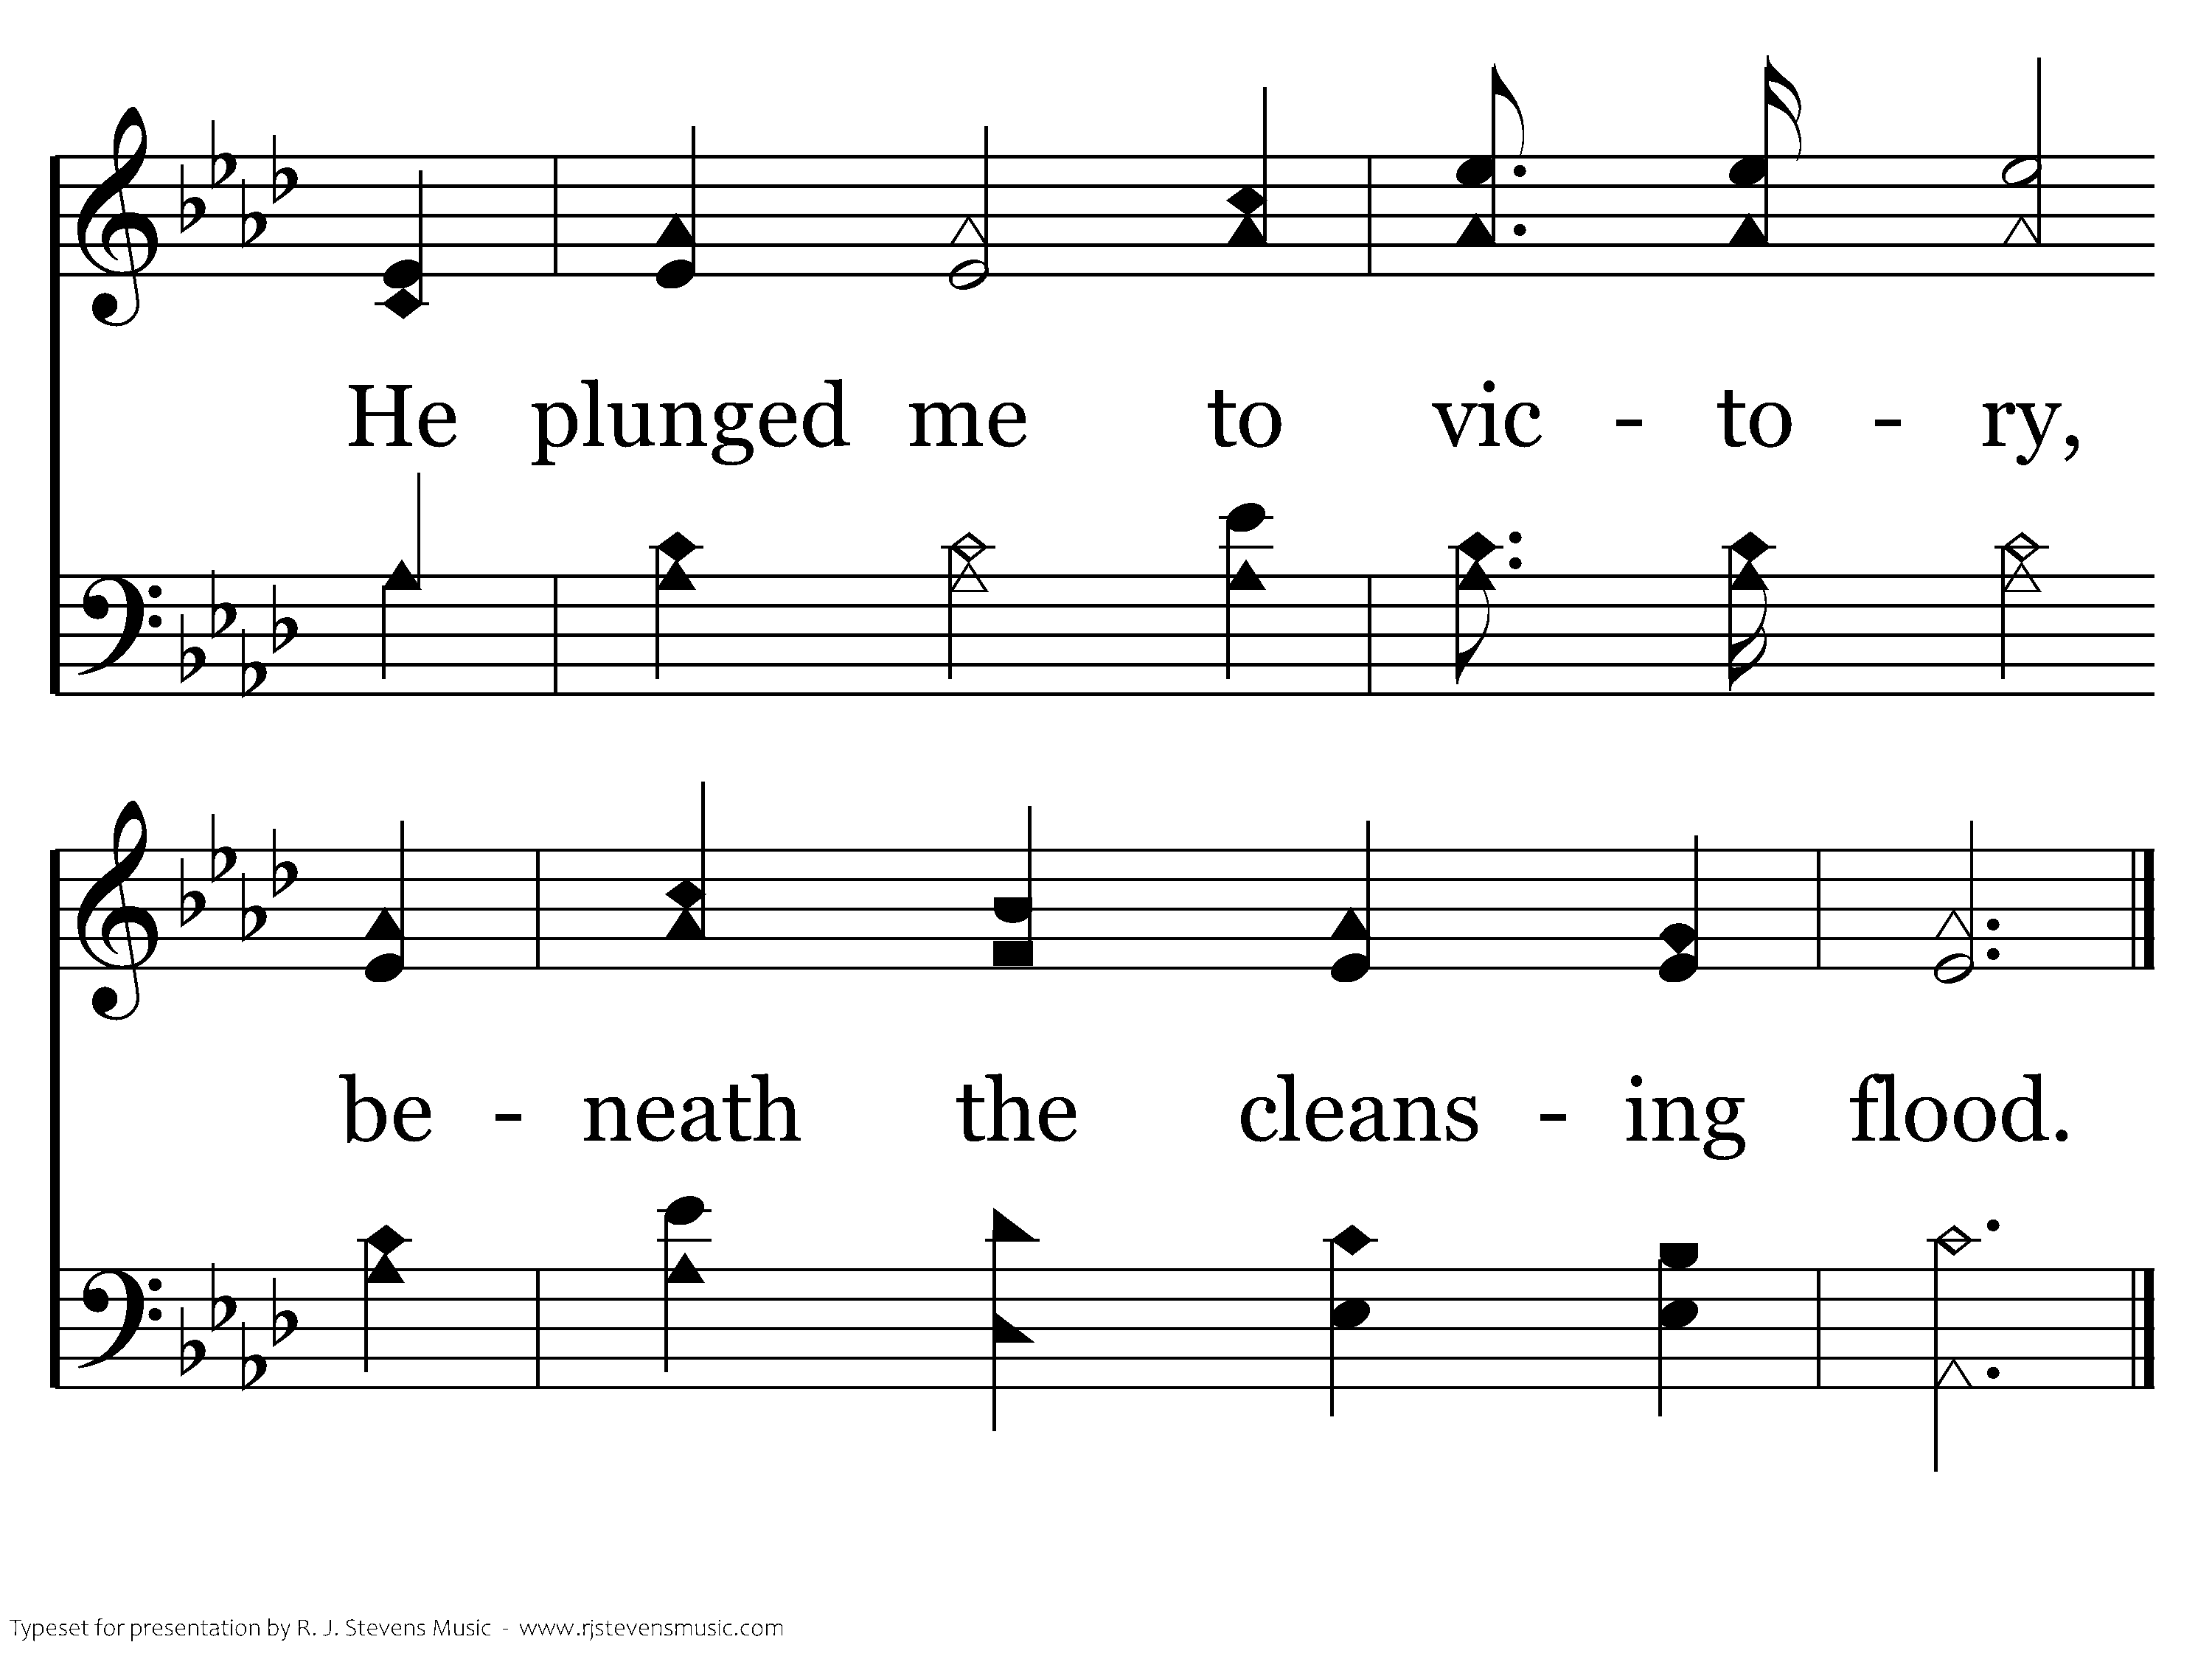 He plunged me to vic - to - ry,
be - neath the cleans - ing flood.
Typeset for presentation by R. J. Stevens Music - www.rjstevensmusic.com